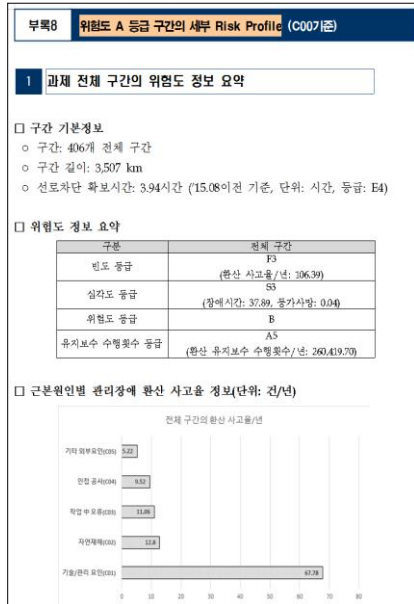 부록8 위험도 A 등급 구간의 세부 Risk Profile (C00기준)
1 과제 전체 구간의 위험도 정보 요약
□ 구간 기본정보
○ 구간: 406개 전체 구간
○ 구간 길이: 3,507 km
○ 선로차단 확보시간: 3.94시간 ('15.08이전 기준, 단위: 시간, 등급: E4)
□ 위험도 정보 요약
구분 전체 구간
빈도 등급 F3
(환산 사고율/년: 106.39)
심각도 등급 S3
(장애시간: 37.89, 등가사망: 0.04)
위험도 등급 B
유지보수 수행횟수 등급 A5
(환산 유지보수 수행횟수/년: 260,419.70)
□ 근본원인별 관리장애 환산 사고율 정보(단위: 건/년)
전체 구간의 환산 사고율/년
기타 외부요인(C05) 5.22
인접 공사(C04) 9.52
작업 中 오류(C03) 11.06
자연재해(C02) 12.8
기술/관리 요인(C01) 67.78
0 10 20 30 40 50 60 70 80